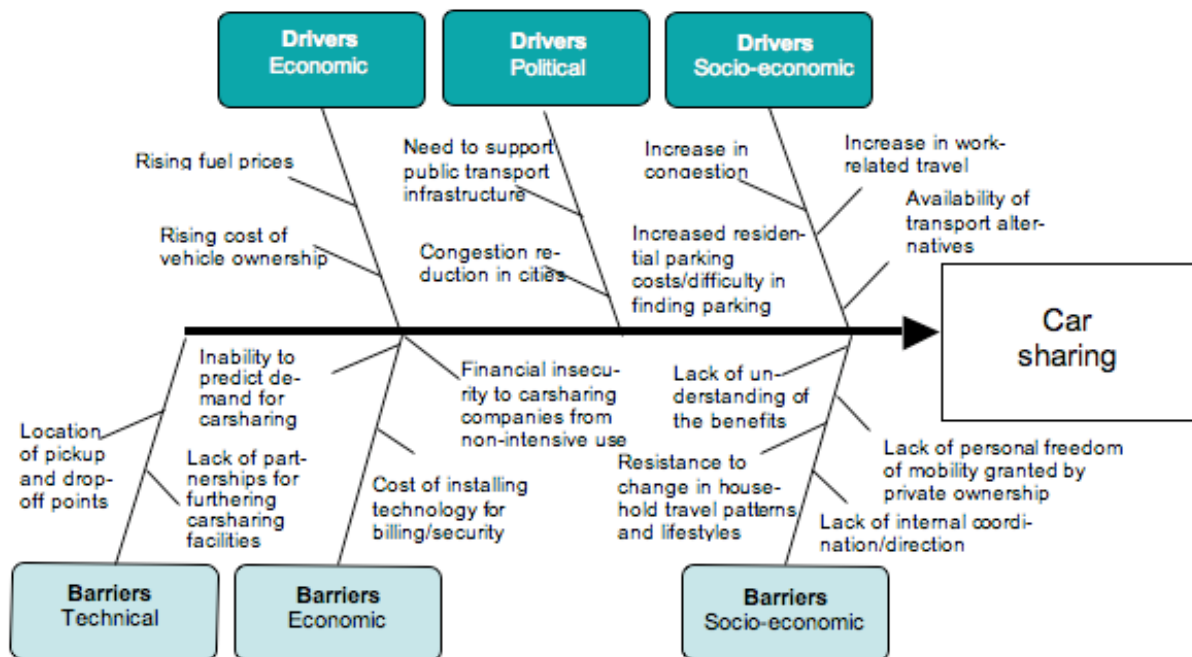 Drivers
Economic
Drivers
Political
Drivers
Socio-economic
Rising fuel prices
Rising cost of
vehicle ownership
Need to support
public transport
infrastructure
Congestion re-
duction in cities
Increase in
congestion
Increased residen-
tial parking
costs/difficulty in
finding parking
Increase in work-
related travel
Availability of
transport alter-
natives
Car
sharing
Location
of pickup
and drop-
off points
Lack of part-
nerships for
furthering
carsharing
facilities
Inability to
predict de-
mand for
carsharing
Financial insecu-
rity to carsharing
companies from
non-intensive use
Cost of installing
technology for
billing/security
Lack of un-
derstanding of
the benefits
Resistance to
change in house-
hold travel patterns
and lifestyles
Lack of personal freedom
of mobility granted by
private ownership
Lack of internal coordi-
nation/direction
Barriers
Technical
Barriers
Economic
Barriers
Socio-economic